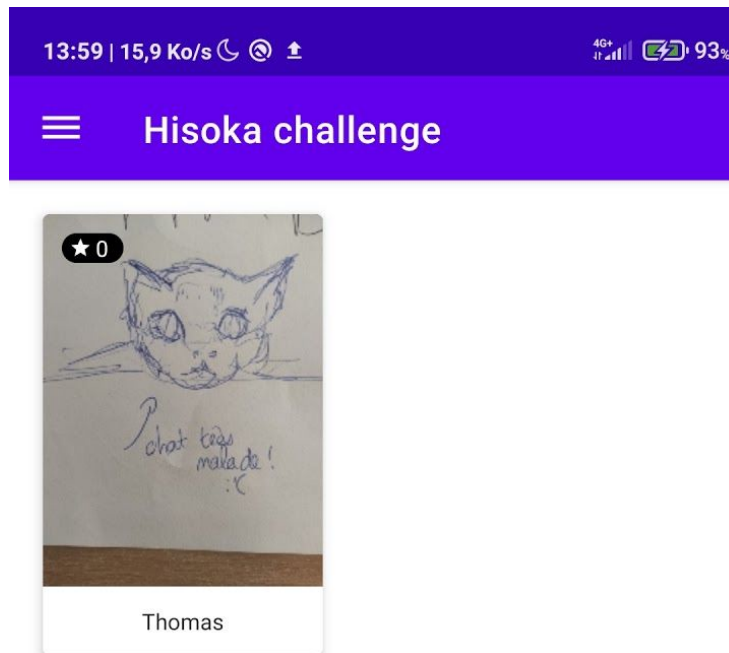 13:59 | 15,9 Ko/s 4G+ 93%
Hisoka challenge
0
chat très
malade !
:'(
Thomas